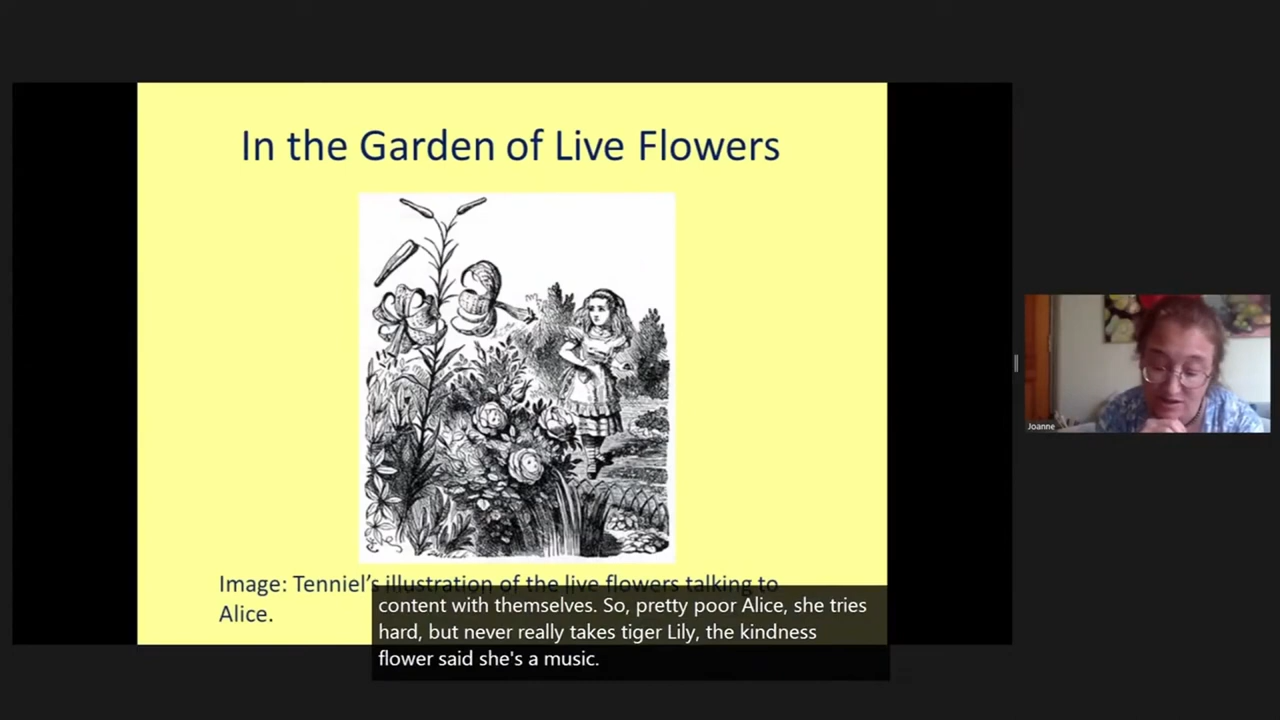 In the Garden of Live Flowers
Image: Tenniel's illustration of the live flowers talking to
Alice.
content with themselves. So, pretty poor Alice, she tries
hard, but never really takes tiger Lily, the kindness
flower said she's a music.
Joanne